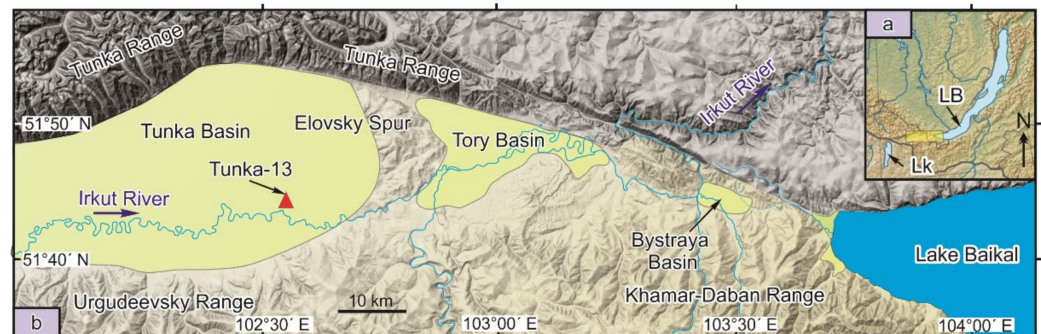 Tunka Range
Tunka Range
Irkut River
a
LB
N
Lk
51°50´ N
Tunka Basin
Elovsky Spur
Tory Basin
Tunka-13
Irkut River
Bystraya
Basin
Lake Baikal
51°40´ N
Urgudeevsky Range
10 km
Khamar-Daban Range
b
102°30´ E
103°00´ E
103°30´ E
104°00´ E